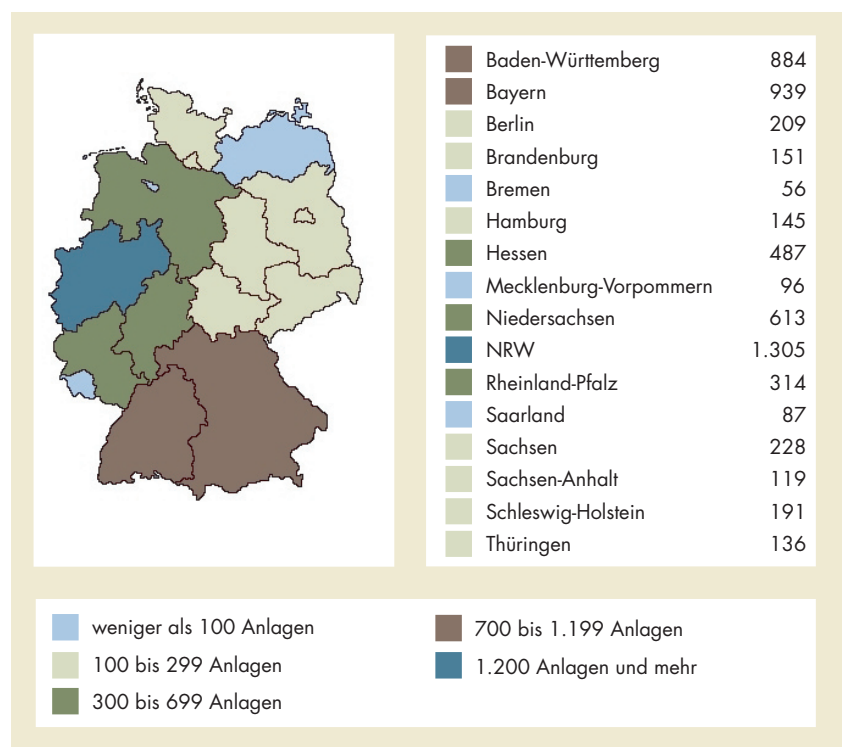 Baden-Württemberg 884
Bayern 939
Berlin 209
Brandenburg 151
Bremen 56
Hamburg 145
Hessen 487
Mecklenburg-Vorpommern 96
Niedersachsen 613
NRW 1.305
Rheinland-Pfalz 314
Saarland 87
Sachsen 228
Sachsen-Anhalt 119
Schleswig-Holstein 191
Thüringen 136
weniger als 100 Anlagen
100 bis 299 Anlagen
300 bis 699 Anlagen
700 bis 1.199 Anlagen
1.200 Anlagen und mehr